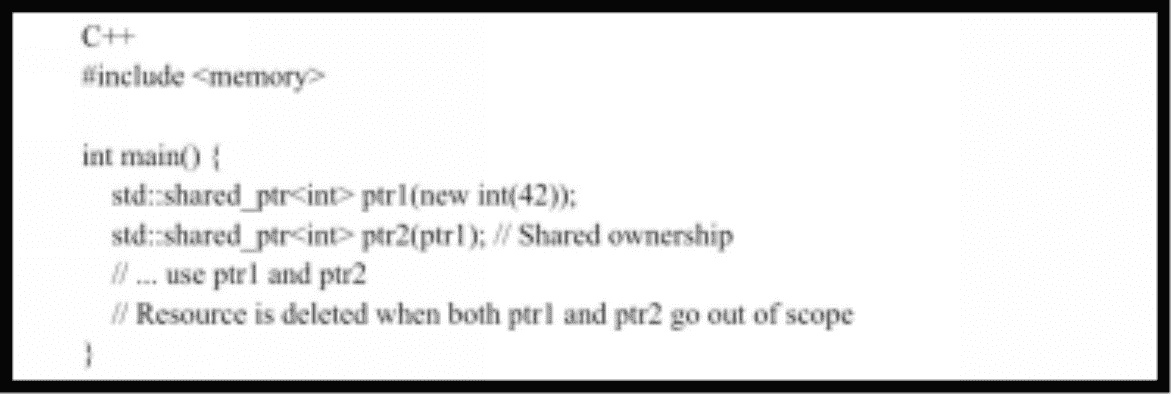 C++
#include <memory>
int main() {
std::shared_ptr<int> ptr1(new int(42));
std::shared_ptr<int> ptr2(ptr1); // Shared ownership
// ... use ptr1 and ptr2
// Resource is deleted when both ptr1 and ptr2 go out of scope
}